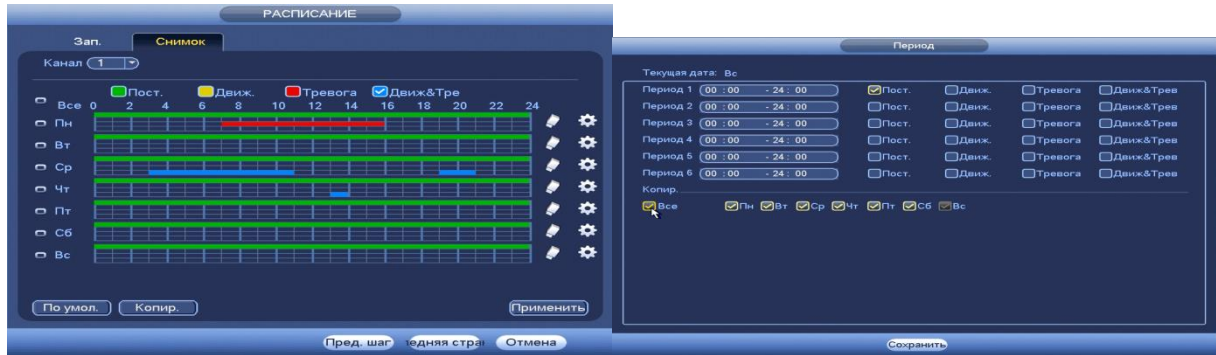 РАСПИСАНИЕ
Зап. Снимок
Канал 1
Пост. Движ. Тревога Движ&Тре
Все 0 2 4 6 8 10 12 14 16 18 20 22 24
Пн
Вт
Ср
Чт
Пт
Сб
Вс
По умол. Копир. Применить
Пред. шаг едняя стра Отмена
Период
Текущая дата: Вс
Период 1 00 :00 - 24: 00 Пост. Движ. Тревога Движ&Трев
Период 2 00 :00 - 24: 00 Пост. Движ. Тревога Движ&Трев
Период 3 00 :00 - 24: 00 Пост. Движ. Тревога Движ&Трев
Период 4 00 :00 - 24: 00 Пост. Движ. Тревога Движ&Трев
Период 5 00 :00 - 24: 00 Пост. Движ. Тревога Движ&Трев
Период 6 00 :00 - 24: 00 Пост. Движ. Тревога Движ&Трев
Копир.
Все Пн Вт Ср Чт Пт Сб Вс
Сохранить